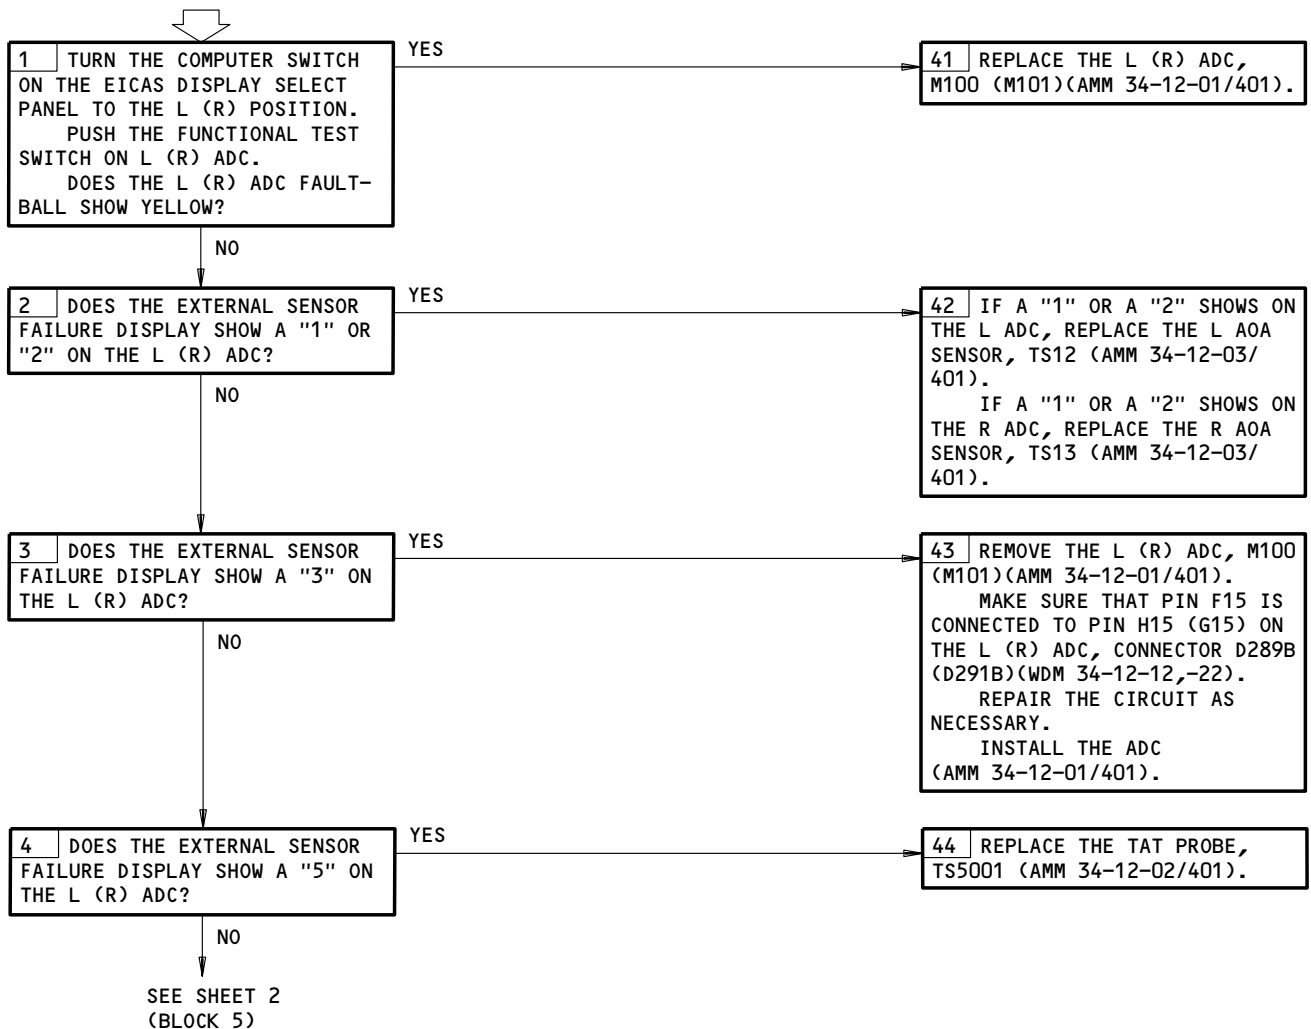 1 TURN THE COMPUTER SWITCH
ON THE EICAS DISPLAY SELECT
PANEL TO THE L (R) POSITION.
PUSH THE FUNCTIONAL TEST
SWITCH ON L (R) ADC.
DOES THE L (R) ADC FAULT-
BALL SHOW YELLOW?
YES
41 REPLACE THE L (R) ADC,
M100 (M101)(AMM 34-12-01/401).
NO
2 DOES THE EXTERNAL SENSOR
FAILURE DISPLAY SHOW A "1" OR
"2" ON THE L (R) ADC?
YES
42 IF A "1" OR A "2" SHOWS ON
THE L ADC, REPLACE THE L AOA
SENSOR, TS12 (AMM 34-12-03/
401).
IF A "1" OR A "2" SHOWS ON
THE R ADC, REPLACE THE R AOA
SENSOR, TS13 (AMM 34-12-03/
401).
NO
3 DOES THE EXTERNAL SENSOR
FAILURE DISPLAY SHOW A "3" ON
THE L (R) ADC?
YES
43 REMOVE THE L (R) ADC, M100
(M101)(AMM 34-12-01/401).
MAKE SURE THAT PIN F15 IS
CONNECTED TO PIN H15 (G15) ON
THE L (R) ADC, CONNECTOR D289B
(D291B)(WDM 34-12-12,-22).
REPAIR THE CIRCUIT AS
NECESSARY.
INSTALL THE ADC
(AMM 34-12-01/401).
NO
4 DOES THE EXTERNAL SENSOR
FAILURE DISPLAY SHOW A "5" ON
THE L (R) ADC?
YES
44 REPLACE THE TAT PROBE,
TS5001 (AMM 34-12-02/401).
NO
SEE SHEET 2
(BLOCK 5)